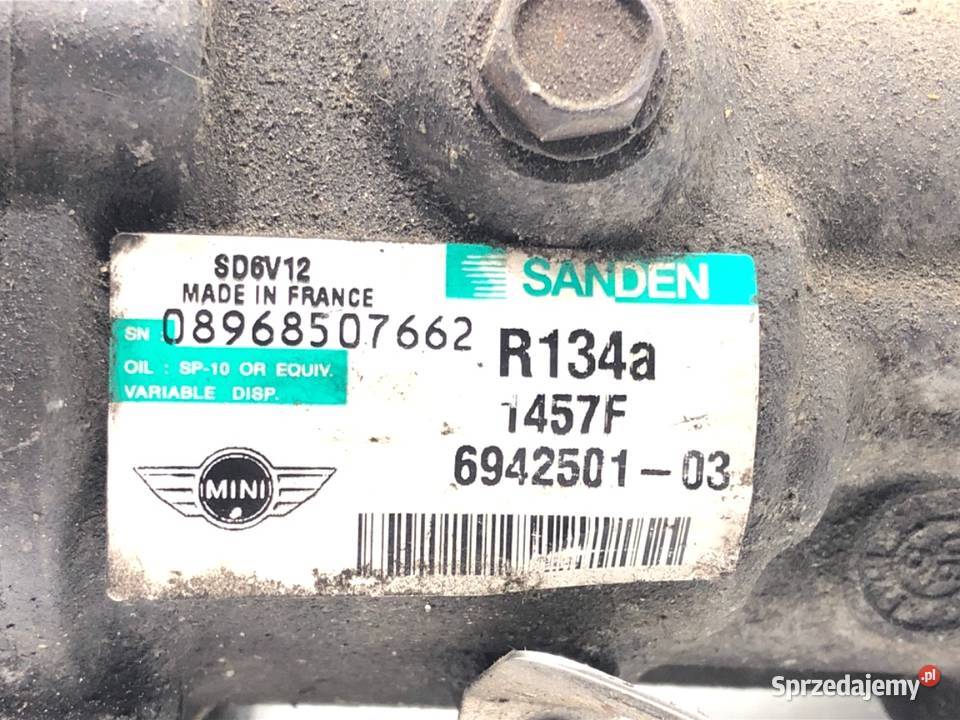 SD6V12
MADE IN FRANCE
SANDEN
SN : 08968507662
OIL : SP-10 OR EQUIV.
VARIABLE DISP.
R134a
1457F
6942501-03
MINI
Sprzedajemy.pl